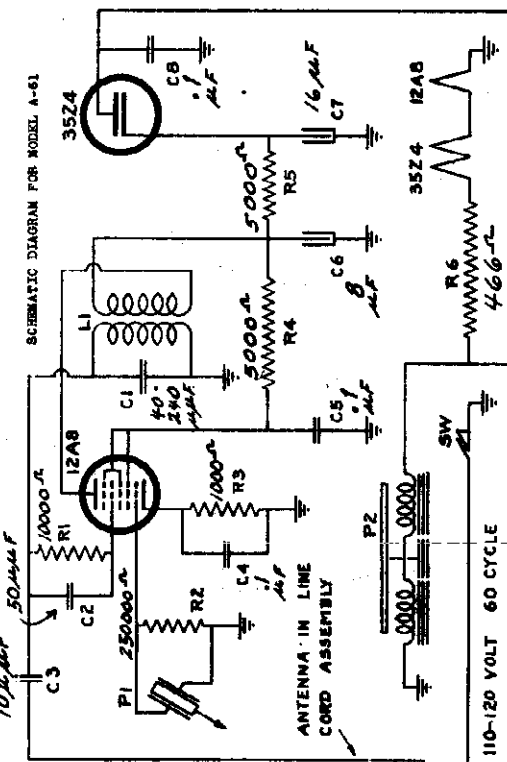 SCHEMATIC DIAGRAM FOR MODEL A-61
35Z4
C8
.1
µF
12A8
L1
C1
40-
240
µµF
10µµF
C3
50µµF
C2
10000Ω
R1
5000Ω
R5
16 µF
C7
5000Ω
R4
C6
8
µF
C5
.1
µF
250000Ω
R2
P1
1000Ω
R3
C4
.1
µF
R6
466Ω
35Z4
12A8
P2
SW
ANTENNA IN LINE
CORD ASSEMBLY
110-120 VOLT 60 CYCLE